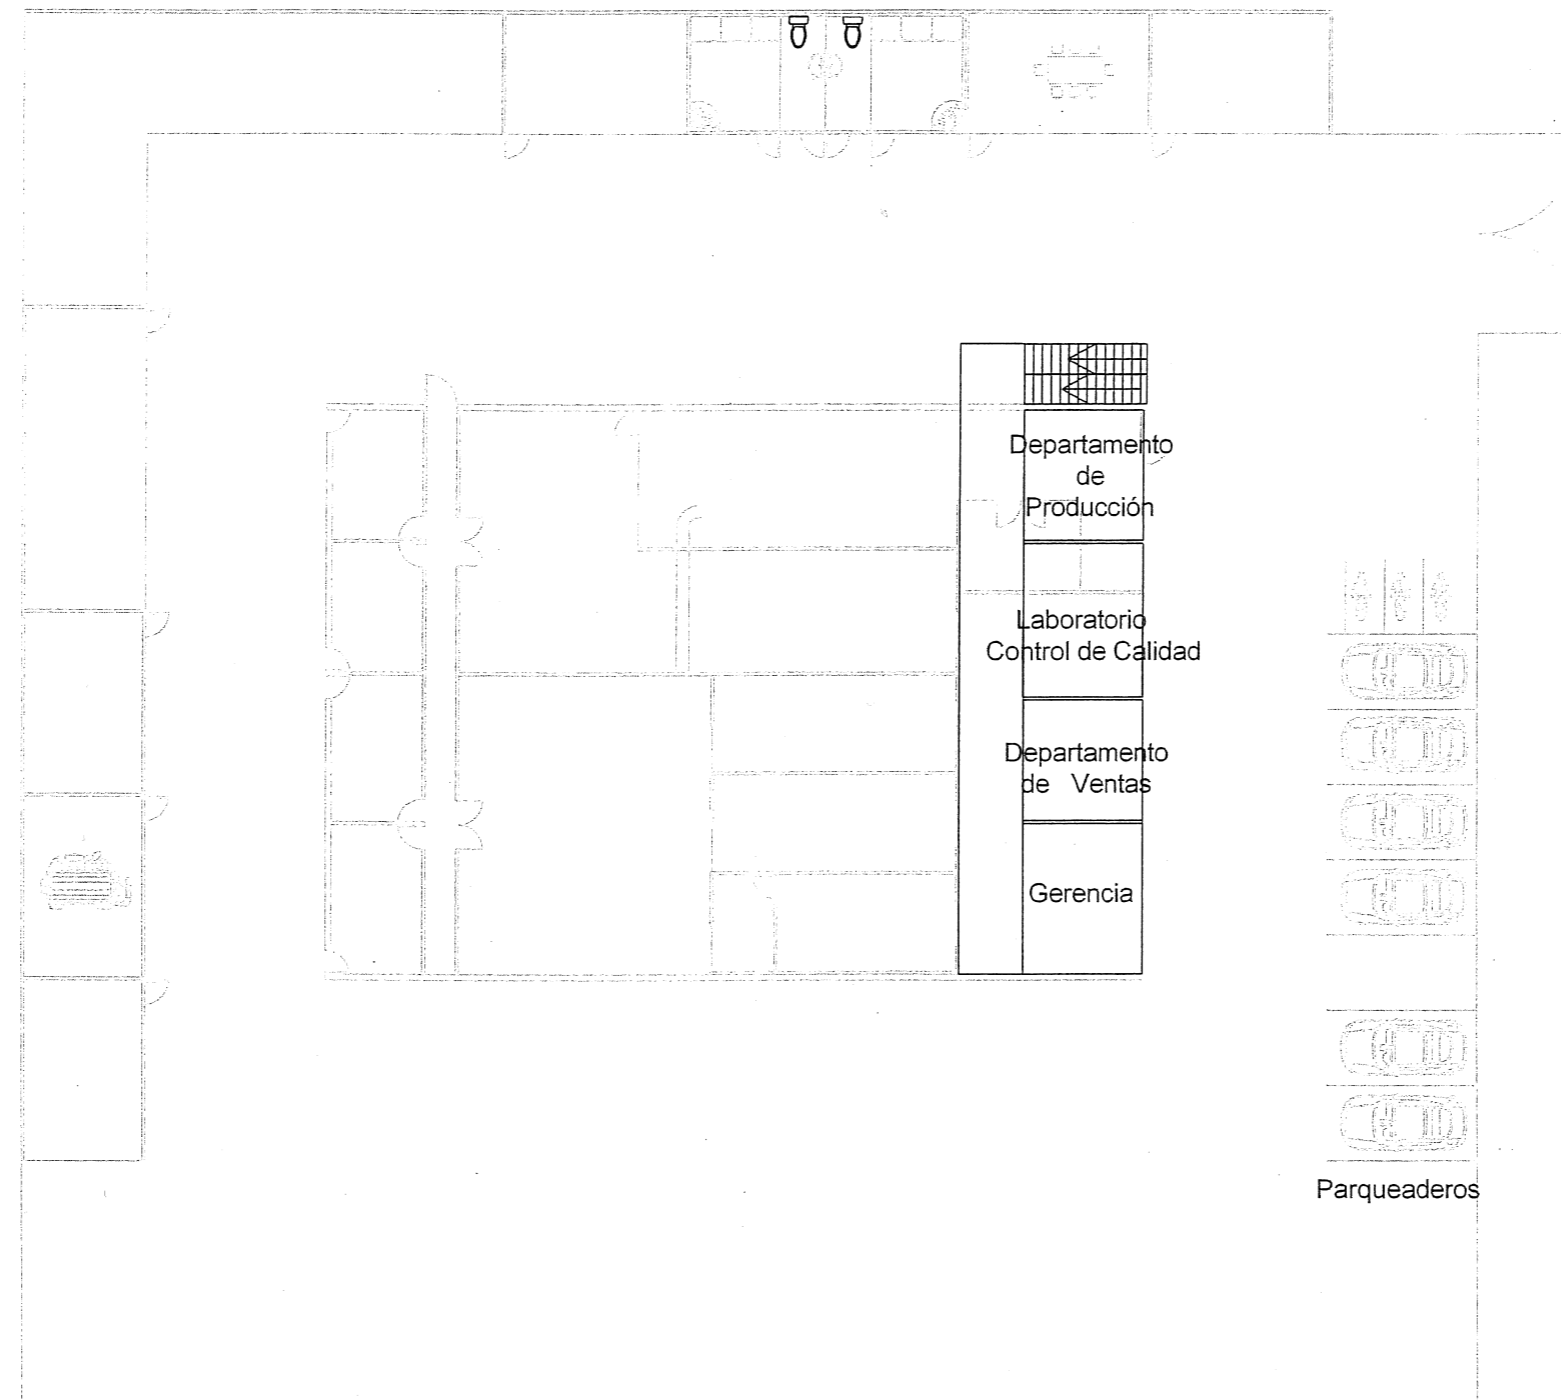 Departamento
de
Producción
Laboratorio
Control de Calidad
Departamento
de Ventas
Gerencia
Parqueaderos